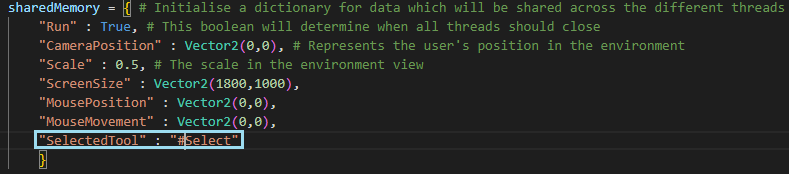 sharedMemory = { # Initialise a dictionary for data which will be shared across the different threads
"Run" : True, # This boolean will determine when all threads should close
"CameraPosition" : Vector2(0,0), # Represents the user's position in the environment
"Scale" : 0.5, # The scale in the environment view
"ScreenSize" : Vector2(1800,1000),
"MousePosition" : Vector2(0,0),
"MouseMovement" : Vector2(0,0),
"SelectedTool" : "#Select"
}